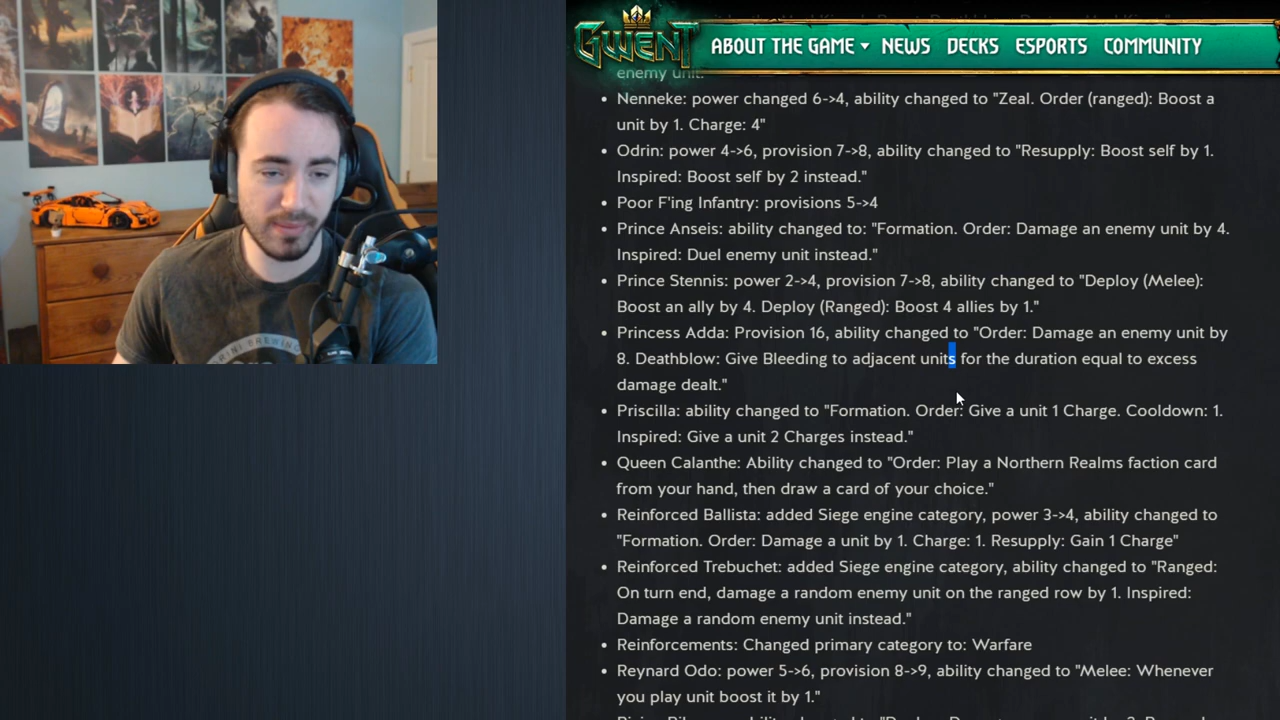 GWENT
ABOUT THE GAME NEWS DECKS ESPORTS COMMUNITY
enemy unit.
• Nenneke: power changed 6->4, ability changed to "Zeal. Order (ranged): Boost a
unit by 1. Charge: 4"
• Odrin: power 4->6, provision 7->8, ability changed to "Resupply: Boost self by 1.
Inspired: Boost self by 2 instead."
• Poor F'ing Infantry: provisions 5->4
• Prince Anseis: ability changed to: "Formation. Order: Damage an enemy unit by 4.
Inspired: Duel enemy unit instead."
• Prince Stennis: power 2->4, provision 7->8, ability changed to "Deploy (Melee):
Boost an ally by 4. Deploy (Ranged): Boost 4 allies by 1."
• Princess Adda: Provision 16, ability changed to "Order: Damage an enemy unit by
8. Deathblow: Give Bleeding to adjacent units for the duration equal to excess
damage dealt."
• Priscilla: ability changed to "Formation. Order: Give a unit 1 Charge. Cooldown: 1.
Inspired: Give a unit 2 Charges instead."
• Queen Calanthe: Ability changed to "Order: Play a Northern Realms faction card
from your hand, then draw a card of your choice."
• Reinforced Ballista: added Siege engine category, power 3->4, ability changed to
"Formation. Order: Damage a unit by 1. Charge: 1. Resupply: Gain 1 Charge"
• Reinforced Trebuchet: added Siege engine category, ability changed to "Ranged:
On turn end, damage a random enemy unit on the ranged row by 1. Inspired:
Damage a random enemy unit instead."
• Reinforcements: Changed primary category to: Warfare
• Reynard Odo: power 5->6, provision 8->9, ability changed to "Melee: Whenever
you play unit boost it by 1."